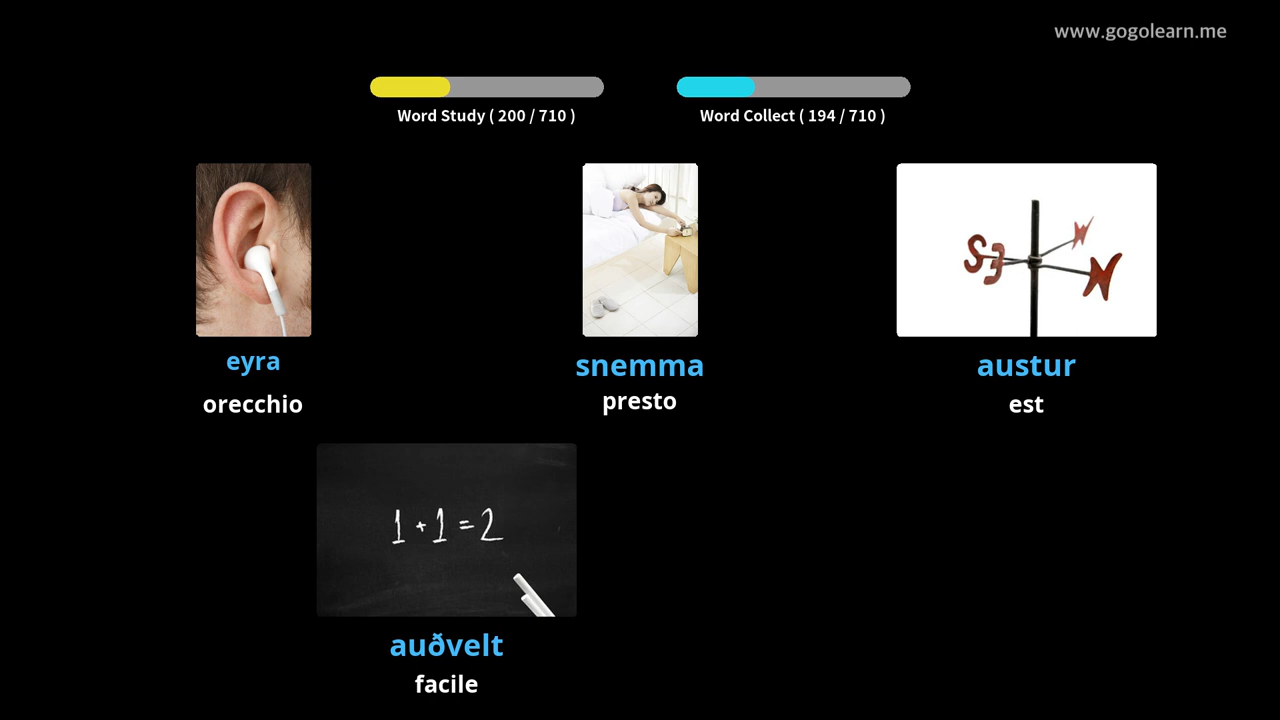 www.gogolearn.me
Word Study ( 200 / 710 )
Word Collect ( 194 / 710 )
eyra
orecchio
snemma
presto
S E N W
austur
est
1 + 1 = 2
auðvelt
facile